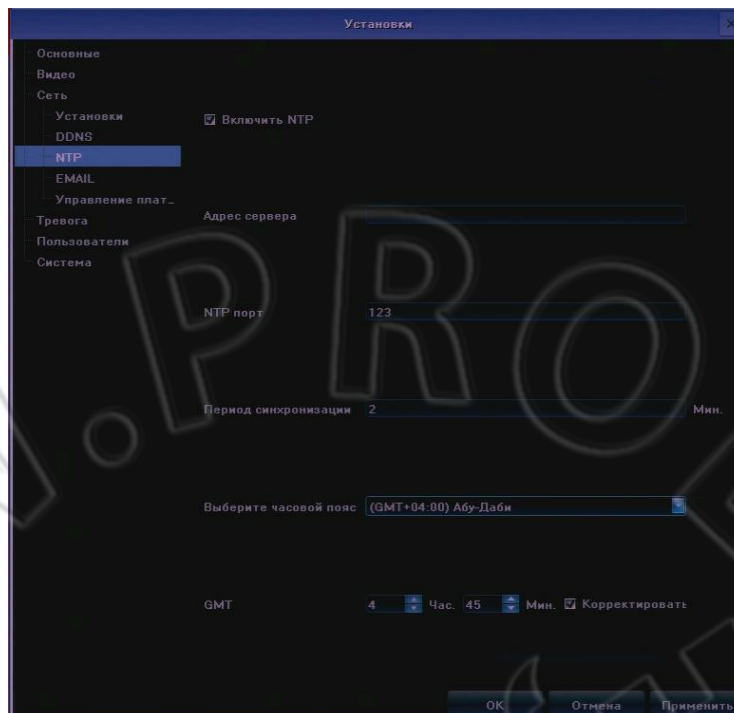 Установки
Основные
Видео
Сеть
Установки
DDNS
NTP
EMAIL
Управление плат_
Тревога
Пользователи
Система
Включить NTP
Адрес сервера
NTP порт 123
Период синхронизации 2 Мин.
Выберите часовой пояс (GMT+04:00) Абу-Даби
GMT 4 Час. 45 Мин. Корректировать
OK Отмена Применить